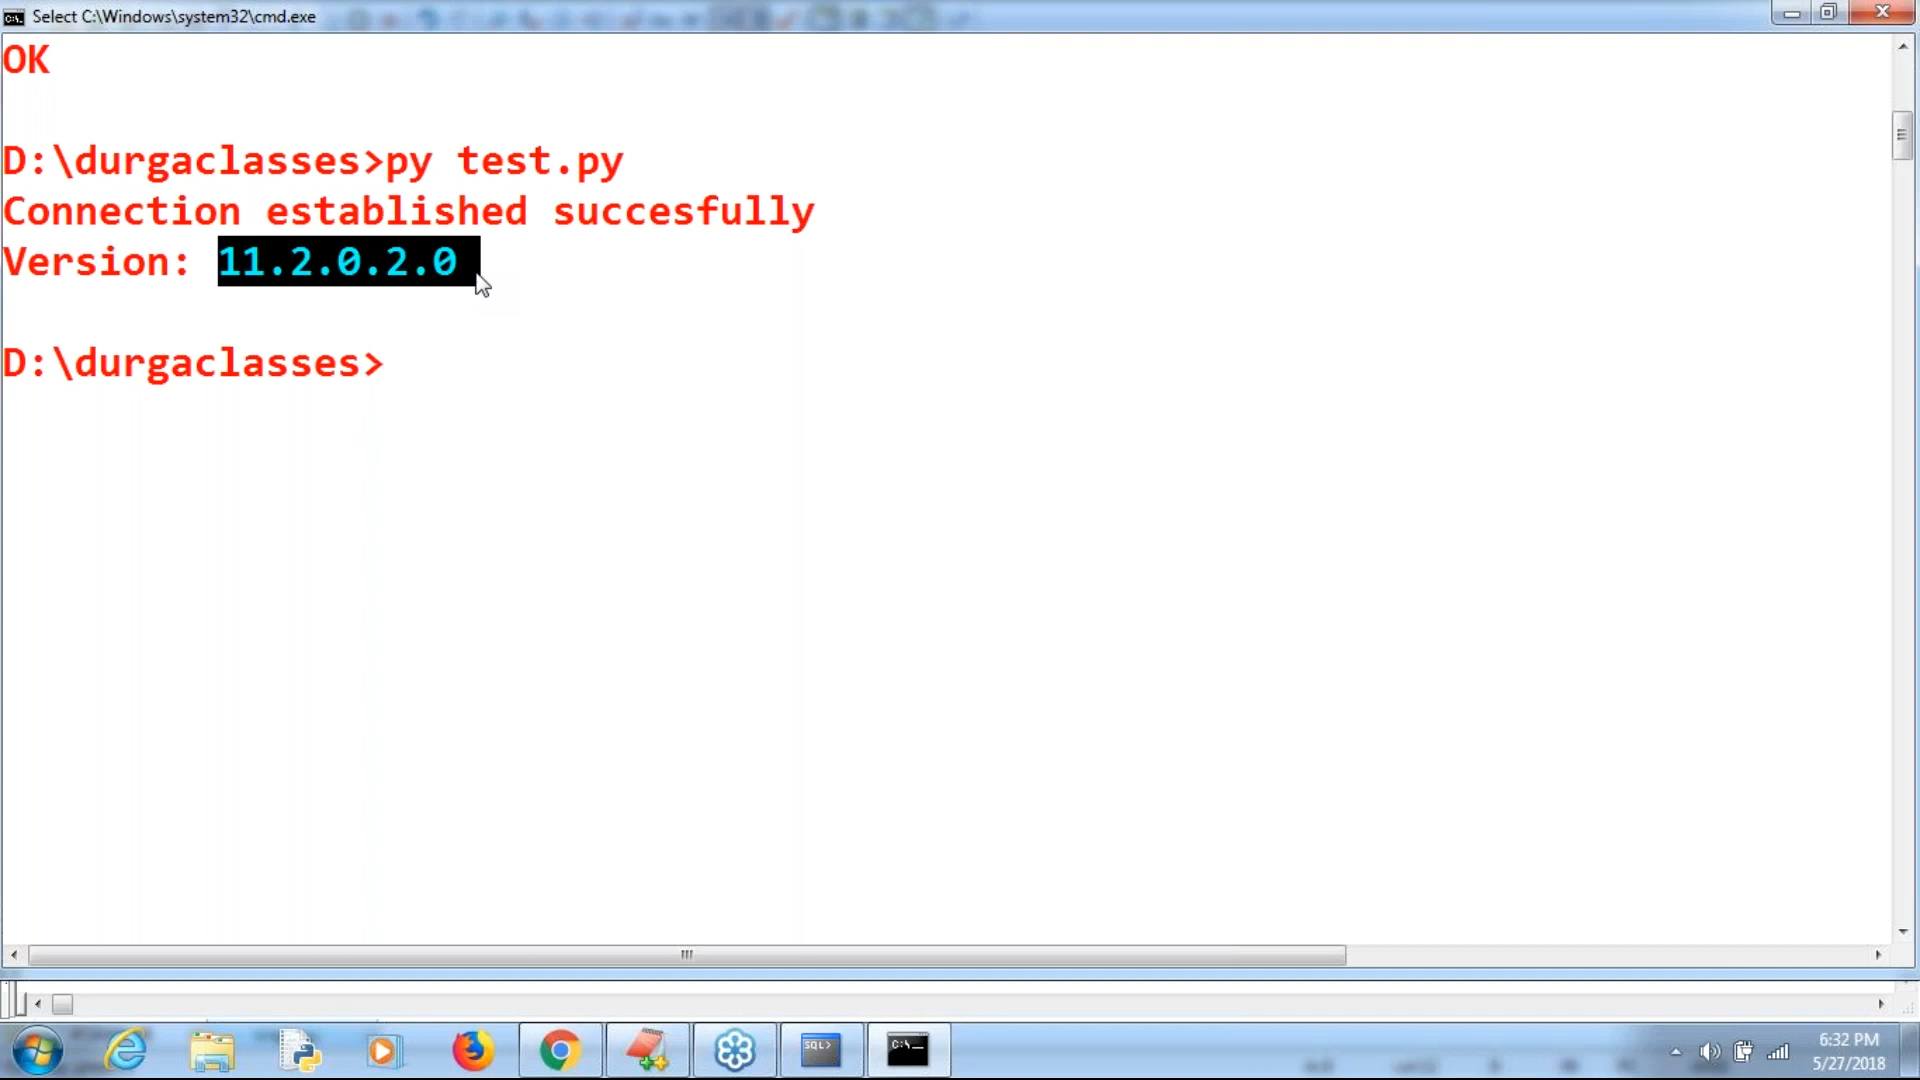 Select C:\Windows\system32\cmd.exe
OK
D:\durgaclasses>py test.py
Connection established succesfully
Version: 11.2.0.2.0
D:\durgaclasses>
SQL>
C:\_
6:32 PM
5/27/2018